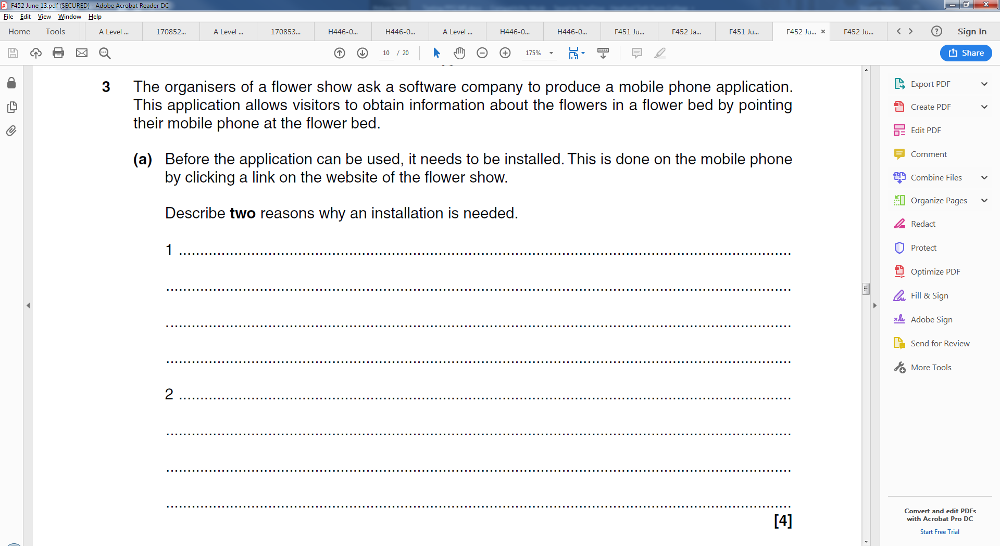 F452 June 13.pdf (SECURED) - Adobe Acrobat Reader DC
File Edit View Window Help
Home Tools A Level ... 170852... A Level ... 170853... H446-0... H446-0... A Level ... H446-0... H446-0... F451 Ju... F452 Ja... F451 Ju... F452 Ju... × F452 Ju... Sign In
10 / 20 175% Share
3 The organisers of a flower show ask a software company to produce a mobile phone application.
This application allows visitors to obtain information about the flowers in a flower bed by pointing
their mobile phone at the flower bed.
(a) Before the application can be used, it needs to be installed. This is done on the mobile phone
by clicking a link on the website of the flower show.
Describe two reasons why an installation is needed.
1
2
[4]
Export PDF
Create PDF
Edit PDF
Comment
Combine Files
Organize Pages
Redact
Protect
Optimize PDF
Fill & Sign
Adobe Sign
Send for Review
More Tools
Convert and edit PDFs
with Acrobat Pro DC
Start Free Trial